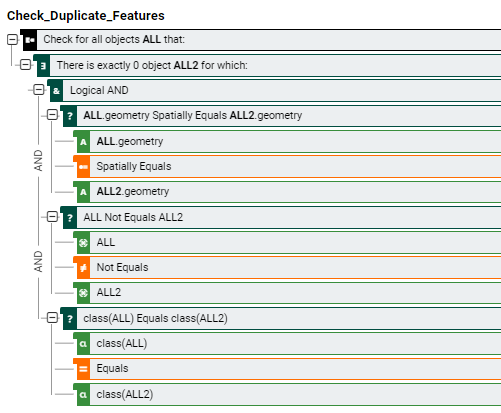 Check_Duplicate_Features
Check for all objects ALL that:
∃ There is exactly 0 object ALL2 for which:
& Logical AND
? ALL.geometry Spatially Equals ALL2.geometry
A ALL.geometry
Spatially Equals
A ALL2.geometry
AND
? ALL Not Equals ALL2
ALL
≠ Not Equals
ALL2
AND
? class(ALL) Equals class(ALL2)
class(ALL)
= Equals
class(ALL2)